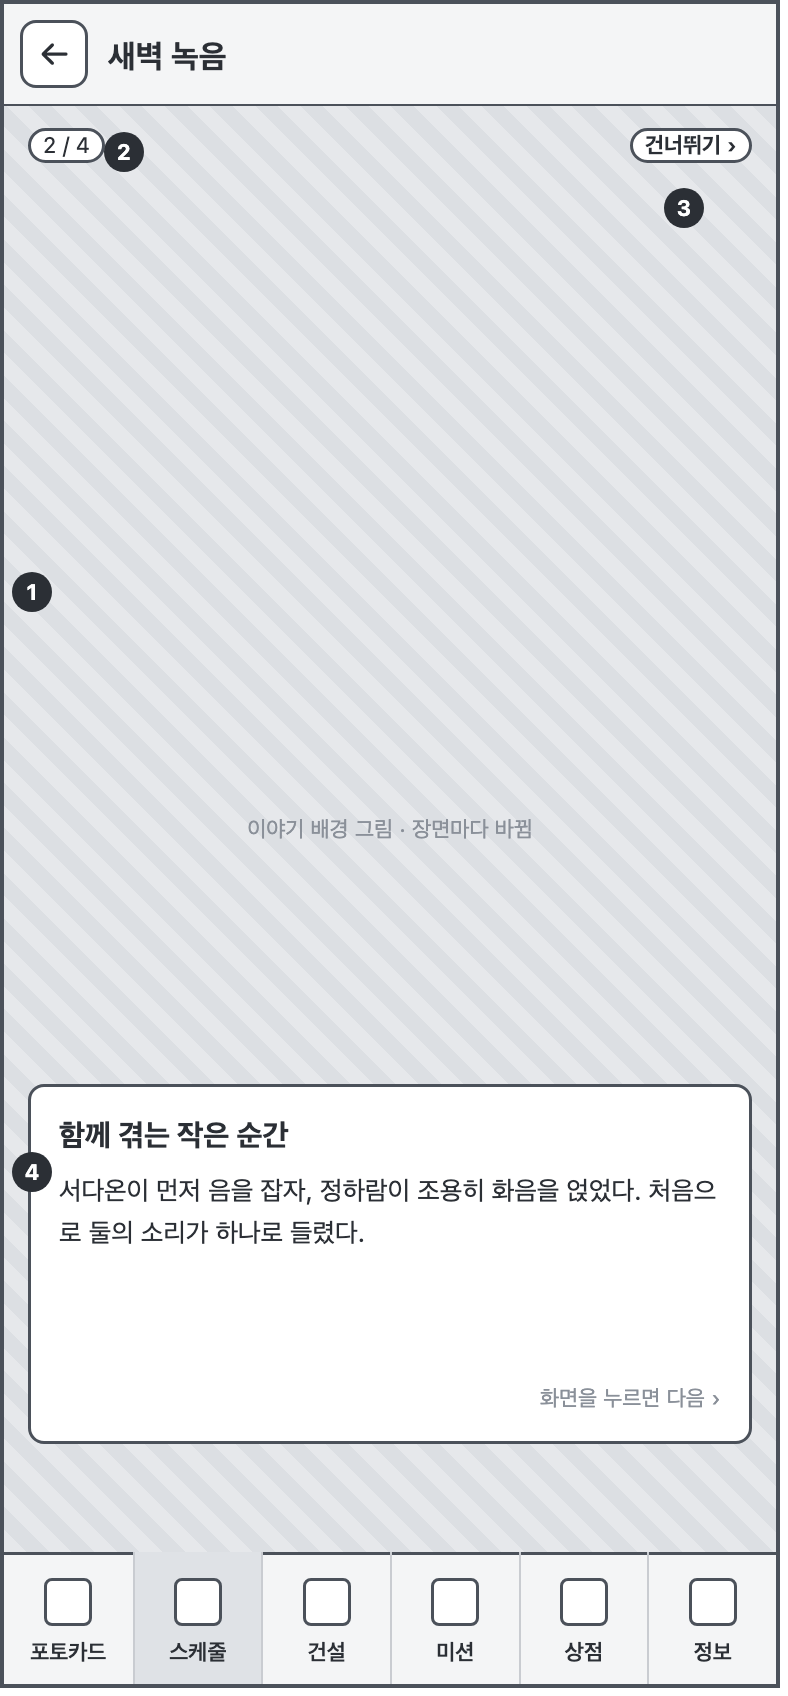 ← 새벽 녹음
2 / 4
2
건너뛰기 ›
3
1
이야기 배경 그림 · 장면마다 바뀜
함께 겪는 작은 순간
4
서다온이 먼저 음을 잡자, 정하람이 조용히 화음을 얹었다. 처음으
로 둘의 소리가 하나로 들렸다.
화면을 누르면 다음 ›
포토카드 스케줄 건설 미션 상점 정보